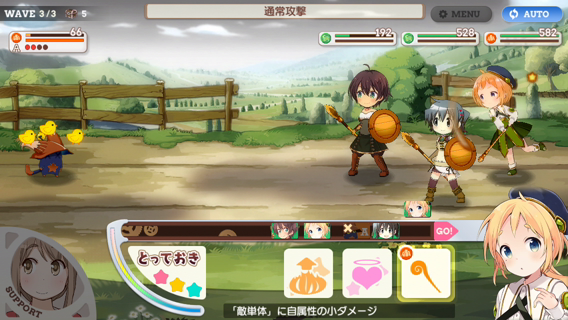 WAVE 3/3 5
通常攻撃
MENU
AUTO
66
A
192
528
582
GO!
とっておき
SUPPORT
「敵単体」に自属性の小ダメージ